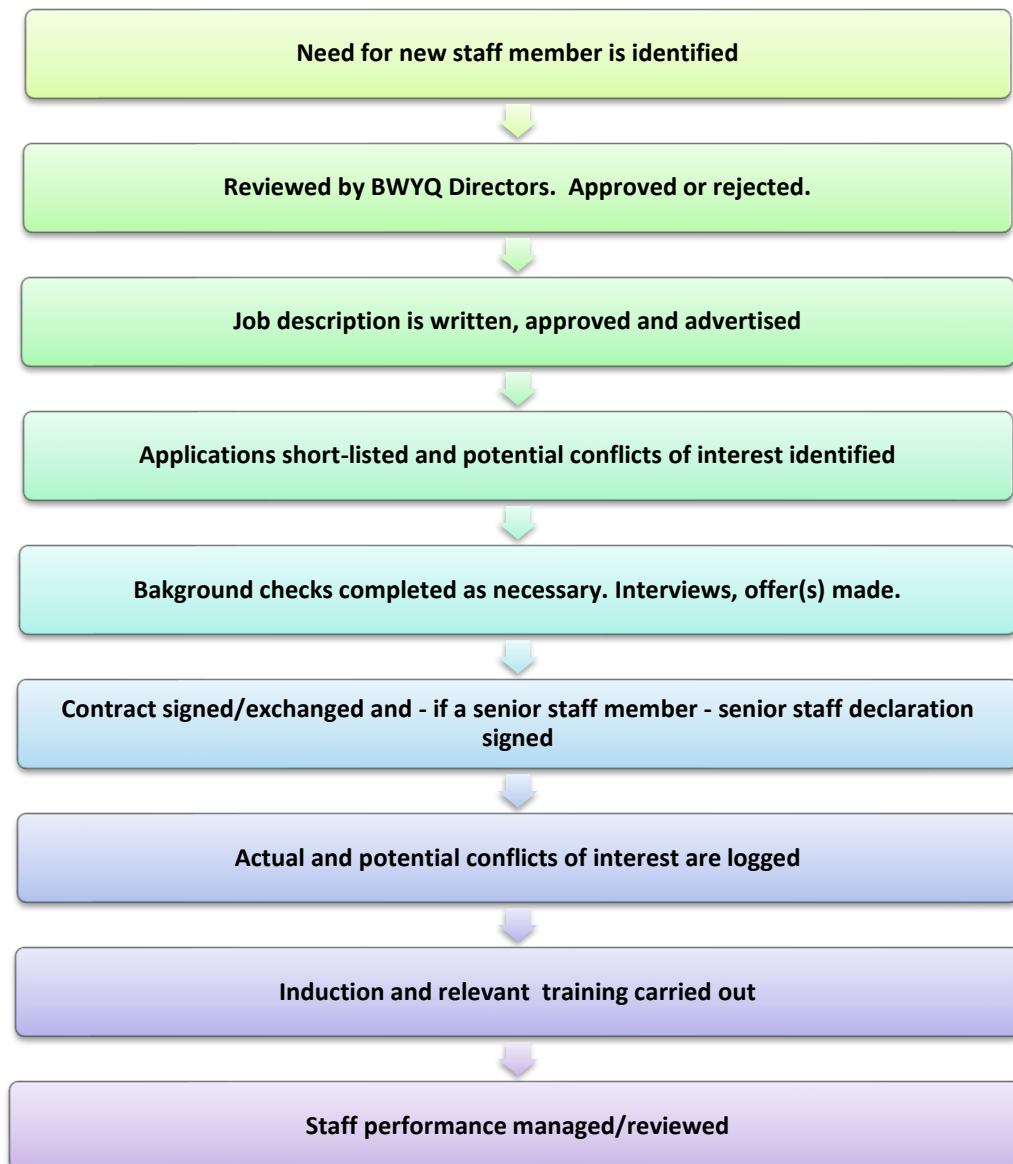 Need for new staff member is identified
Reviewed by BWYQ Directors.  Approved or rejected.
Job description is written, approved and advertised
Applications short-listed and potential conflicts of interest identified
Bakground checks completed as necessary. Interviews, offer(s) made.
Contract signed/exchanged and - if a senior staff member - senior staff declaration
signed
Actual and potential conflicts of interest are logged
Induction and relevant  training carried out
Staff performance managed/reviewed